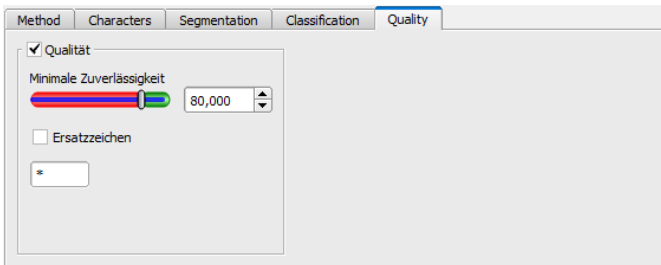 Method Characters Segmentation Classification Quality
Qualität
Minimale Zuverlässigkeit
80,000
Ersatzzeichen
*